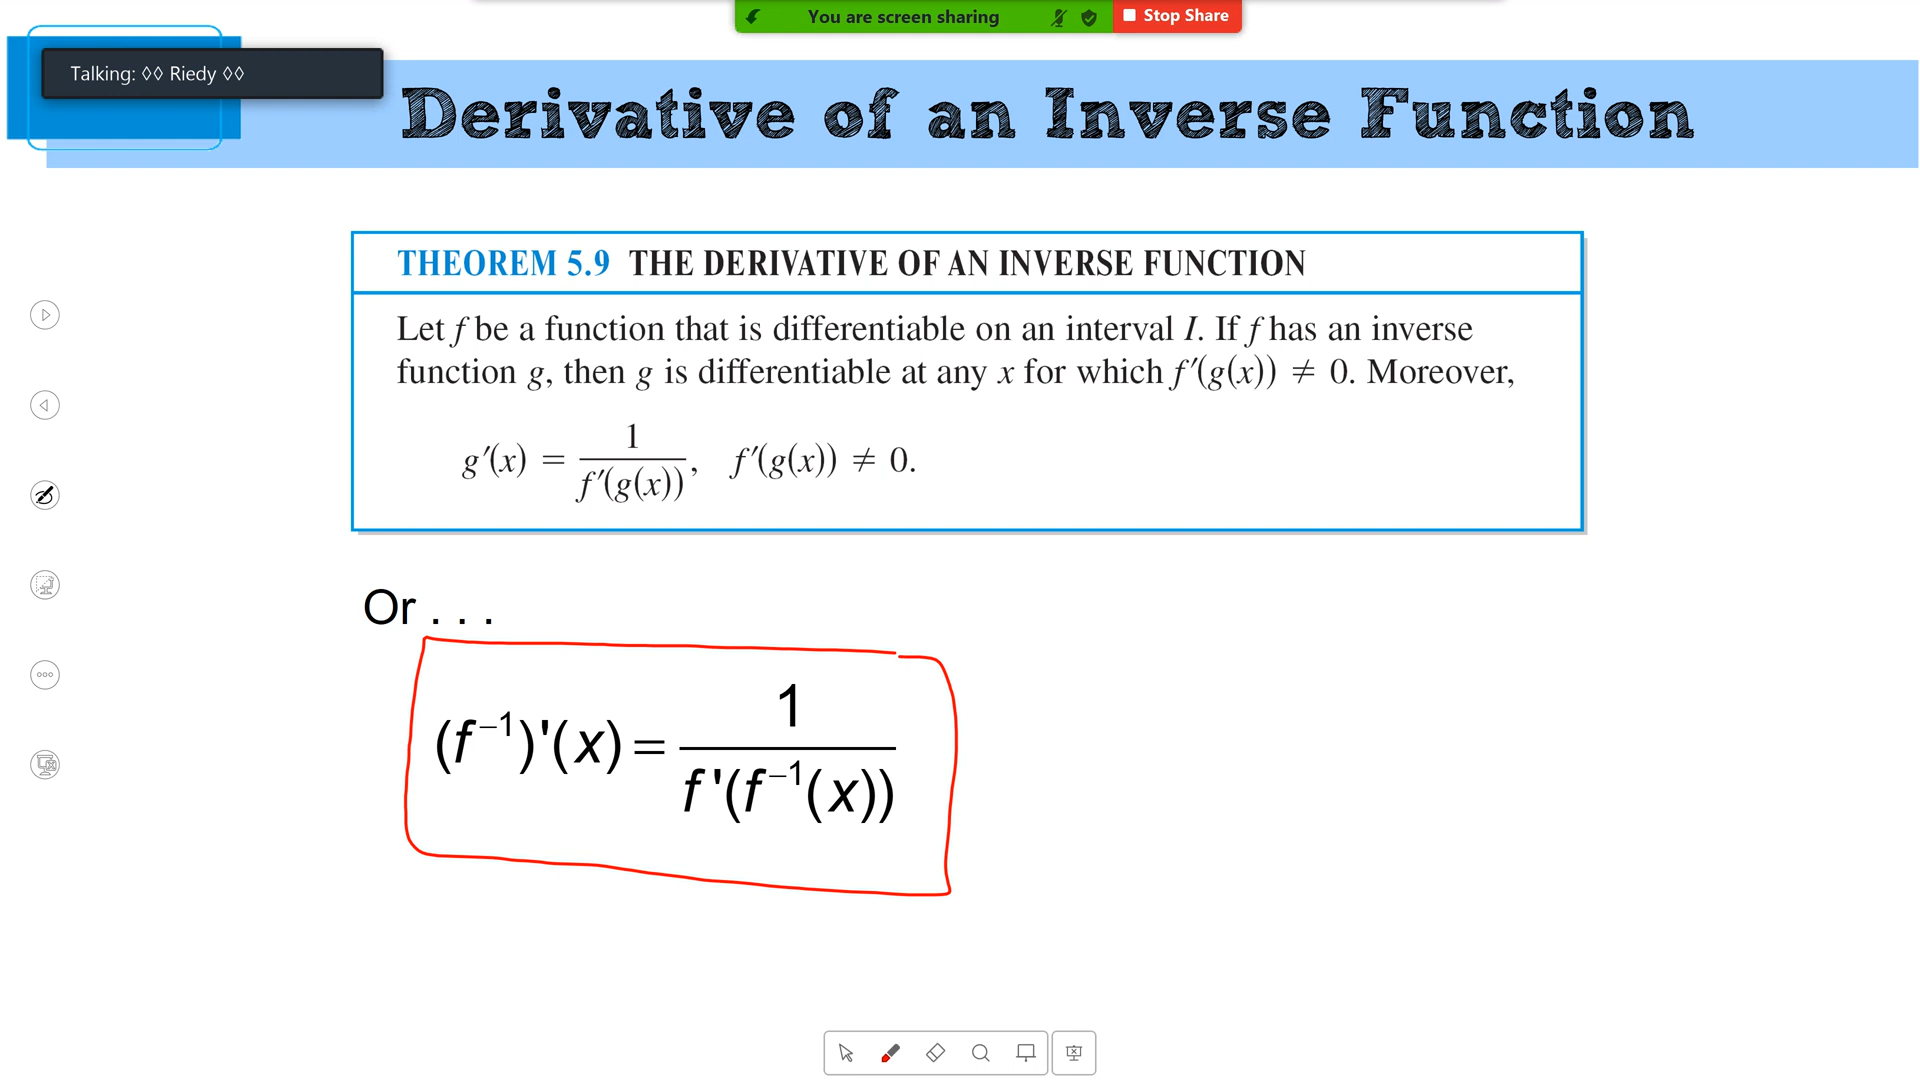 You are screen sharing
Stop Share
Talking: ◊◊ Riedy ◊◊
Derivative of an Inverse Function
THEOREM 5.9 THE DERIVATIVE OF AN INVERSE FUNCTION
Let f be a function that is differentiable on an interval I. If f has an inverse
function g, then g is differentiable at any x for which f′(g(x)) ≠ 0. Moreover,
g′(x) = 1 / f′(g(x)), f′(g(x)) ≠ 0.
Or . . .
(f⁻¹)'(x) = 1 / f'(f⁻¹(x))